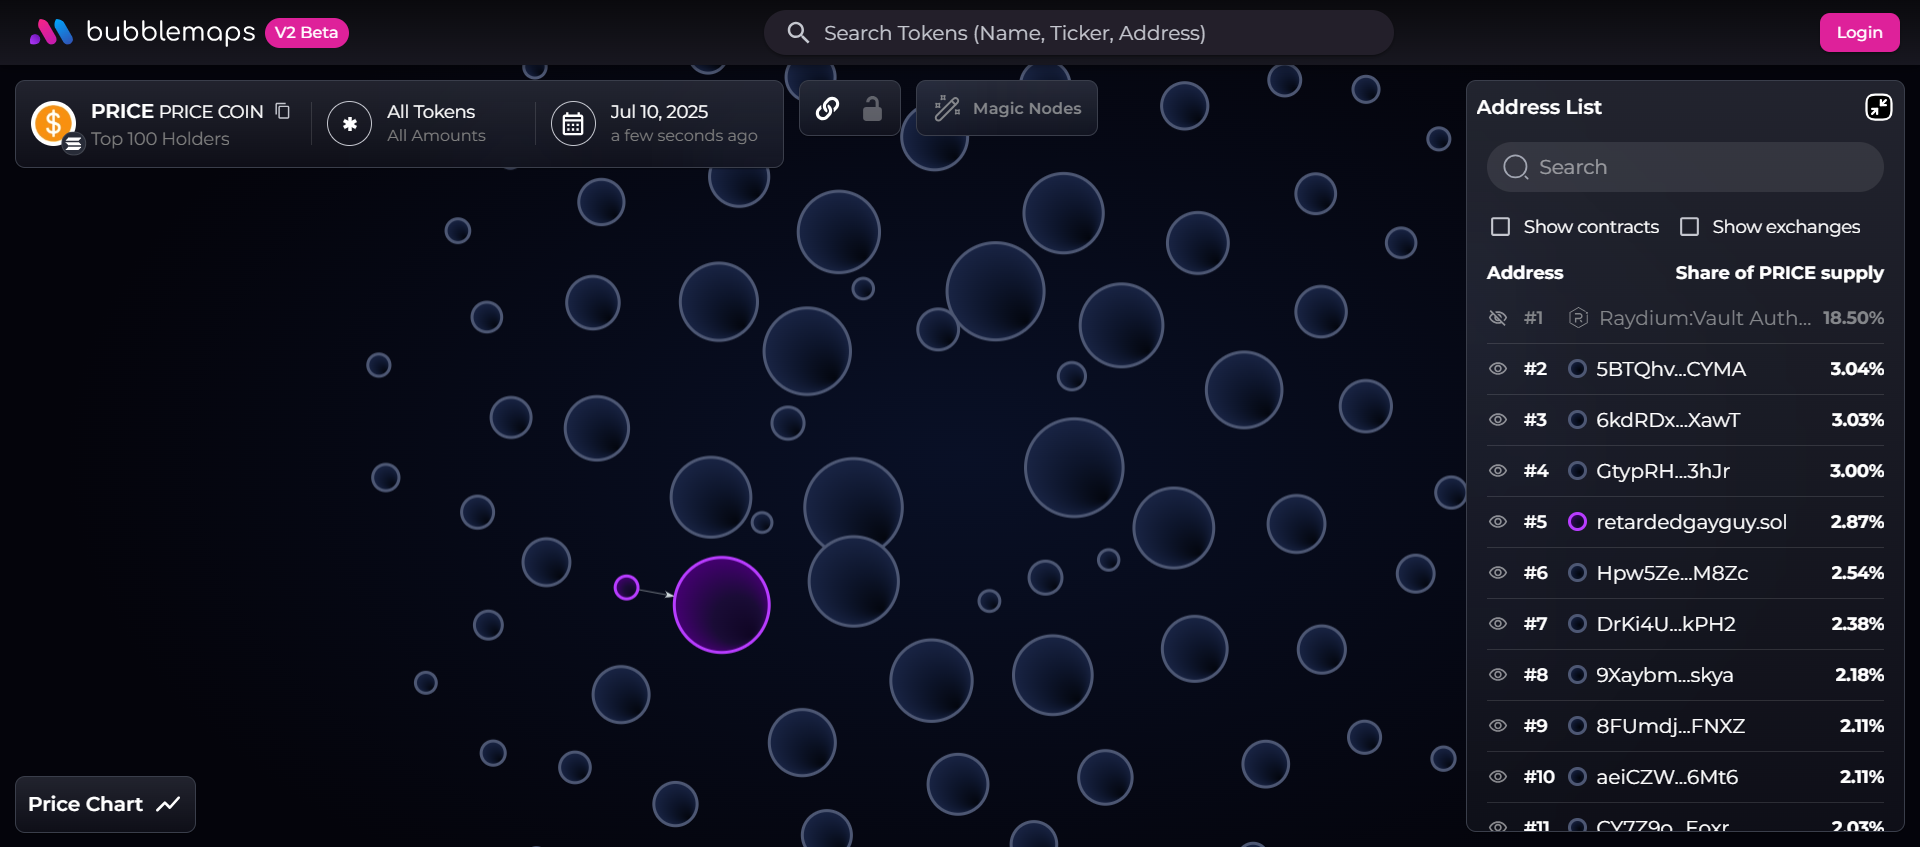 bubblemaps V2 Beta
Search Tokens (Name, Ticker, Address)
Login
PRICE PRICE COIN
Top 100 Holders
All Tokens
All Amounts
Jul 10, 2025
a few seconds ago
Magic Nodes
Address List
Search
Show contracts Show exchanges
Address Share of PRICE supply
#1 Raydium:Vault Auth... 18.50%
#2 5BTQhv...CYMA 3.04%
#3 6kdRDx...XawT 3.03%
#4 GtypRH...3hJr 3.00%
#5 retardedgayguy.sol 2.87%
#6 Hpw5Ze...M8Zc 2.54%
#7 DrKi4U...kPH2 2.38%
#8 9Xaybm...skya 2.18%
#9 8FUmdj...FNXZ 2.11%
#10 aeiCZW...6Mt6 2.11%
#11 2.03%
Price Chart